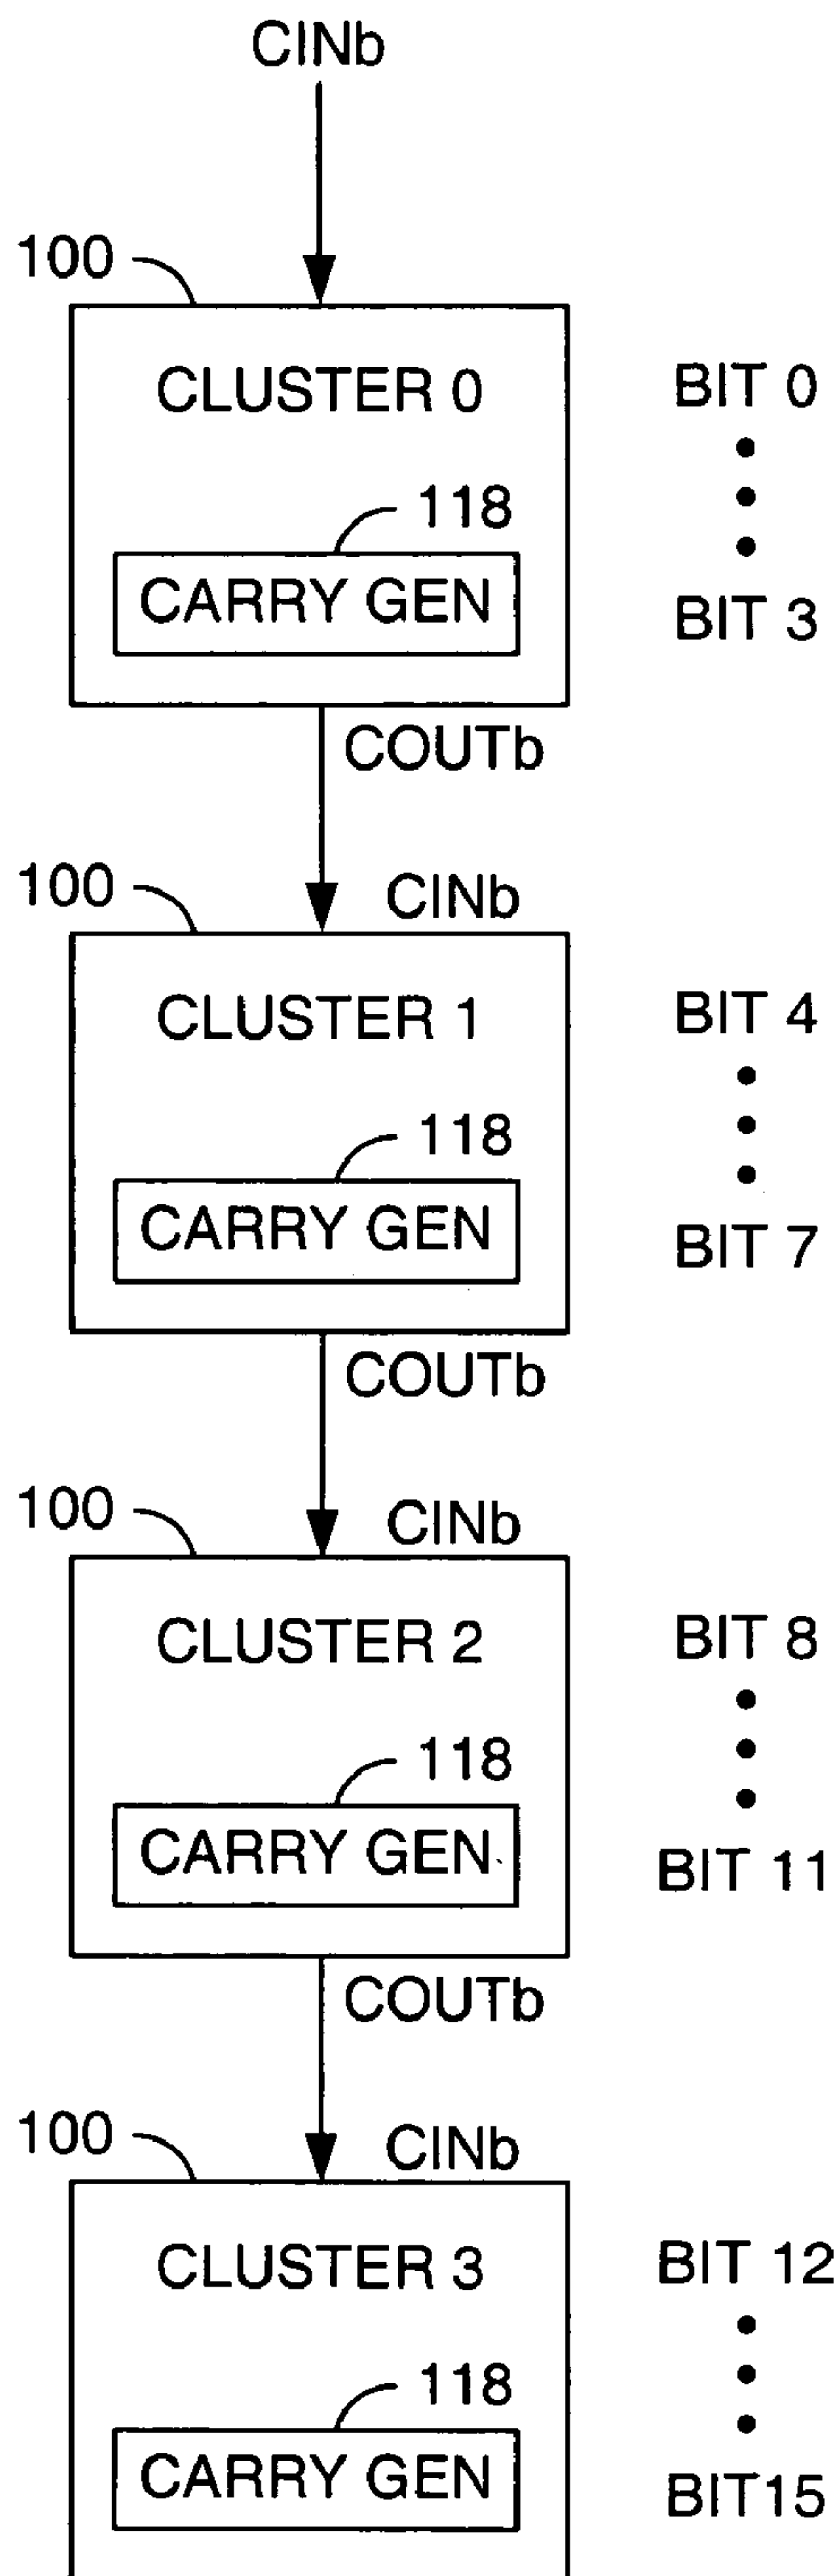 CINb
100
CLUSTER 0
BIT 0
118
CARRY GEN
BIT 3
COUTb
100
CINb
CLUSTER 1
BIT 4
118
CARRY GEN
BIT 7
COUTb
100
CINb
CLUSTER 2
BIT 8
118
CARRY GEN
BIT 11
COUTb
100
CINb
CLUSTER 3
BIT 12
118
CARRY GEN
BIT15